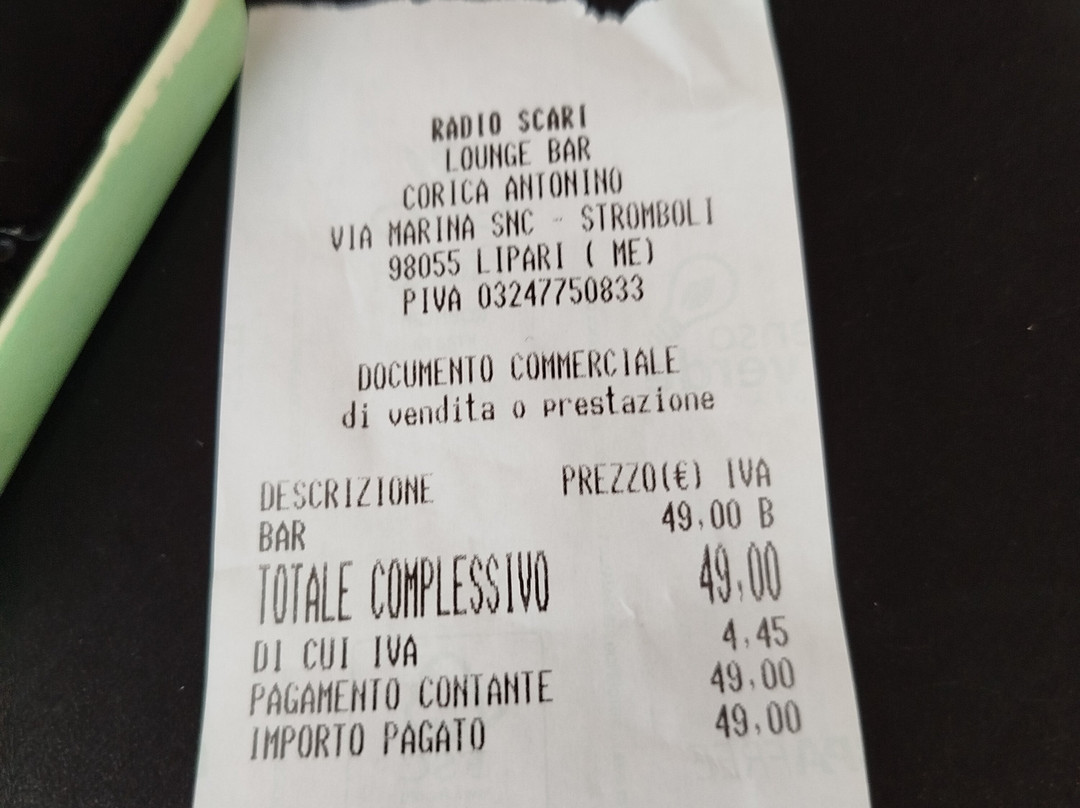 RADIO SCARI
LOUNGE BAR
CORICA ANTONINO
VIA MARINA SNC - STROMBOLI
98055 LIPARI ( ME)
PIVA 03247750833
DOCUMENTO COMMERCIALE
di vendita o prestazione
DESCRIZIONE PREZZO(€) IVA
BAR 49,00 B
TOTALE COMPLESSIVO 49,00
DI CUI IVA 4,45
PAGAMENTO CONTANTE 49,00
IMPORTO PAGATO 49,00